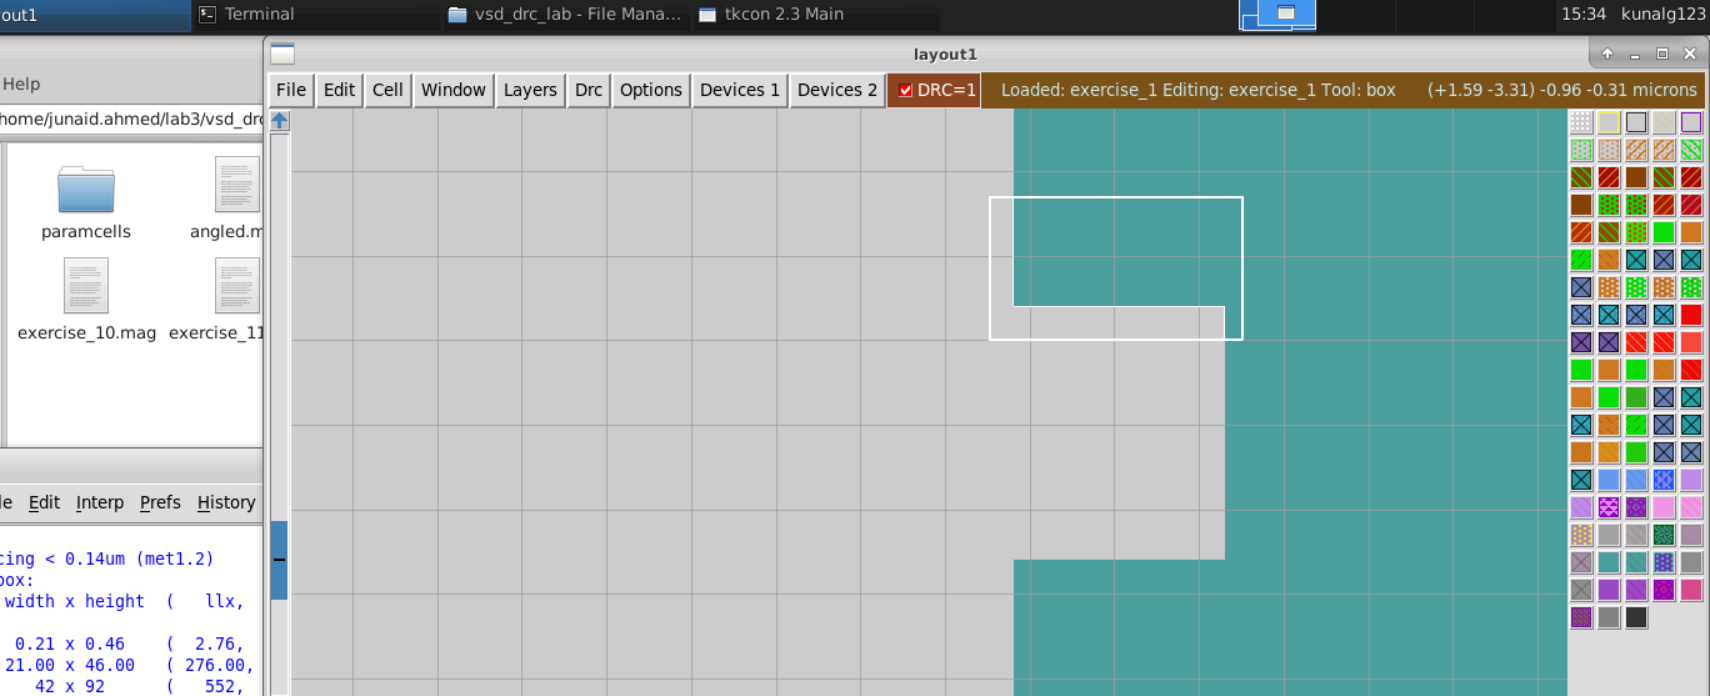 out1
Terminal
vsd_drc_lab - File Mana...
tkcon 2.3 Main
15:34 kunalg123
layout1
Help
File Edit Cell Window Layers Drc Options Devices 1 Devices 2 DRC=1 Loaded: exercise_1 Editing: exercise_1 Tool: box (+1.59 -3.31) -0.96 -0.31 microns
home/junaid.ahmed/lab3/vsd_drc
paramcells
angled.m
exercise_10.mag
exercise_11
le Edit Interp Prefs History
cing < 0.14um (met1.2)
box:
width x height ( llx,
0.21 x 0.46 ( 2.76,
21.00 x 46.00 ( 276.00,
42 x 92 ( 552,